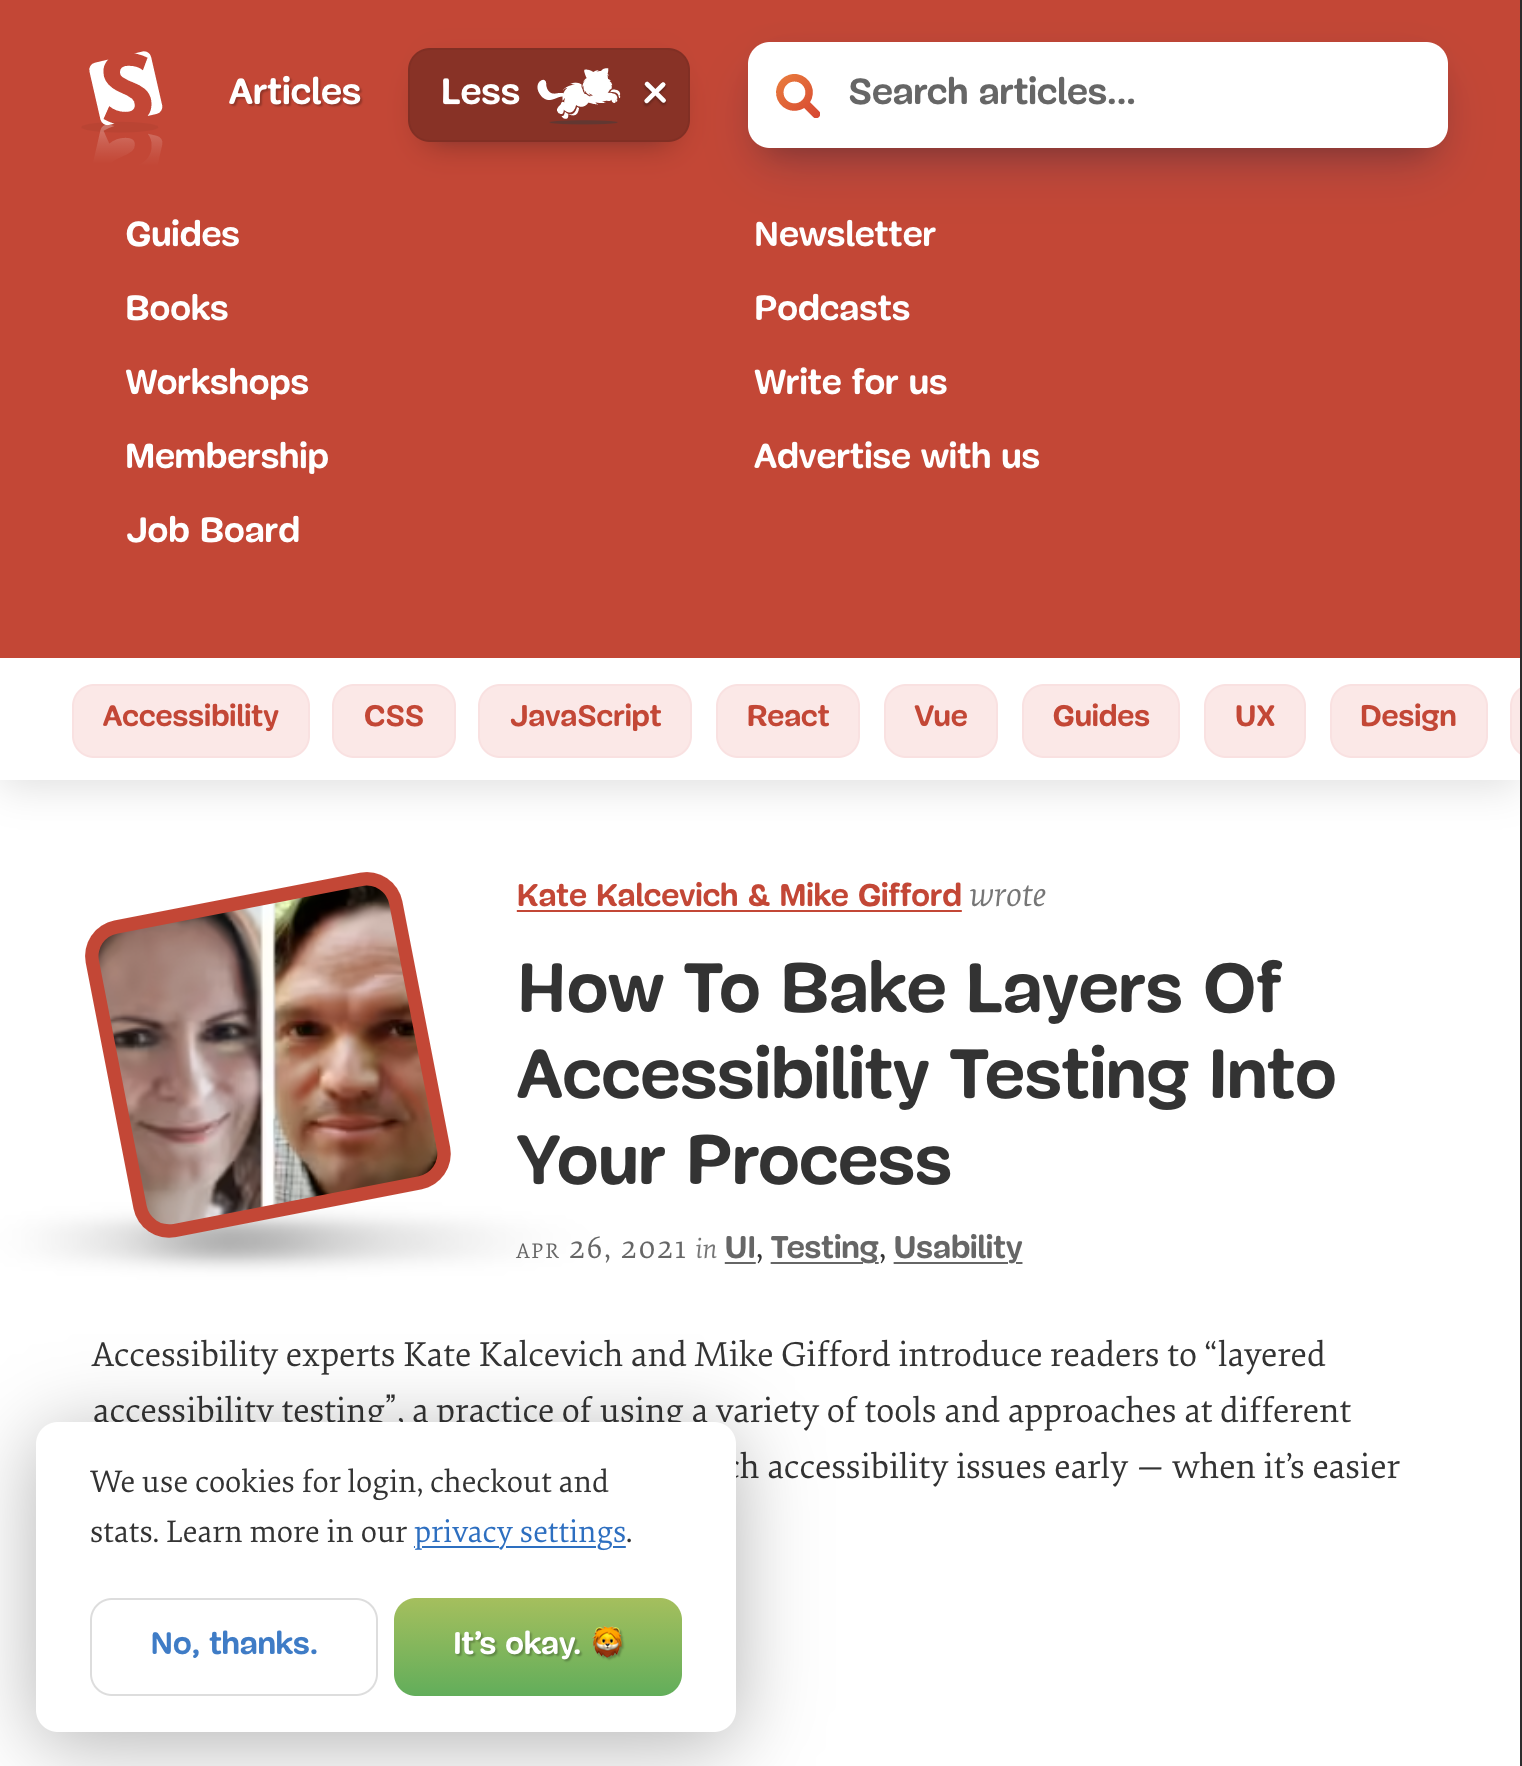 Articles
Less
Search articles...
Guides
Books
Workshops
Membership
Job Board
Newsletter
Podcasts
Write for us
Advertise with us
Accessibility CSS JavaScript React Vue Guides UX Design
Kate Kalcevich & Mike Gifford wrote
How To Bake Layers Of
Accessibility Testing Into
Your Process
APR 26, 2021 in UI, Testing, Usability
Accessibility experts Kate Kalcevich and Mike Gifford introduce readers to “layered
accessibility testing”, a practice of using a variety of tools and approaches at different
ch accessibility issues early — when it’s easier
We use cookies for login, checkout and
stats. Learn more in our privacy settings.
No, thanks.
It’s okay. 🦁